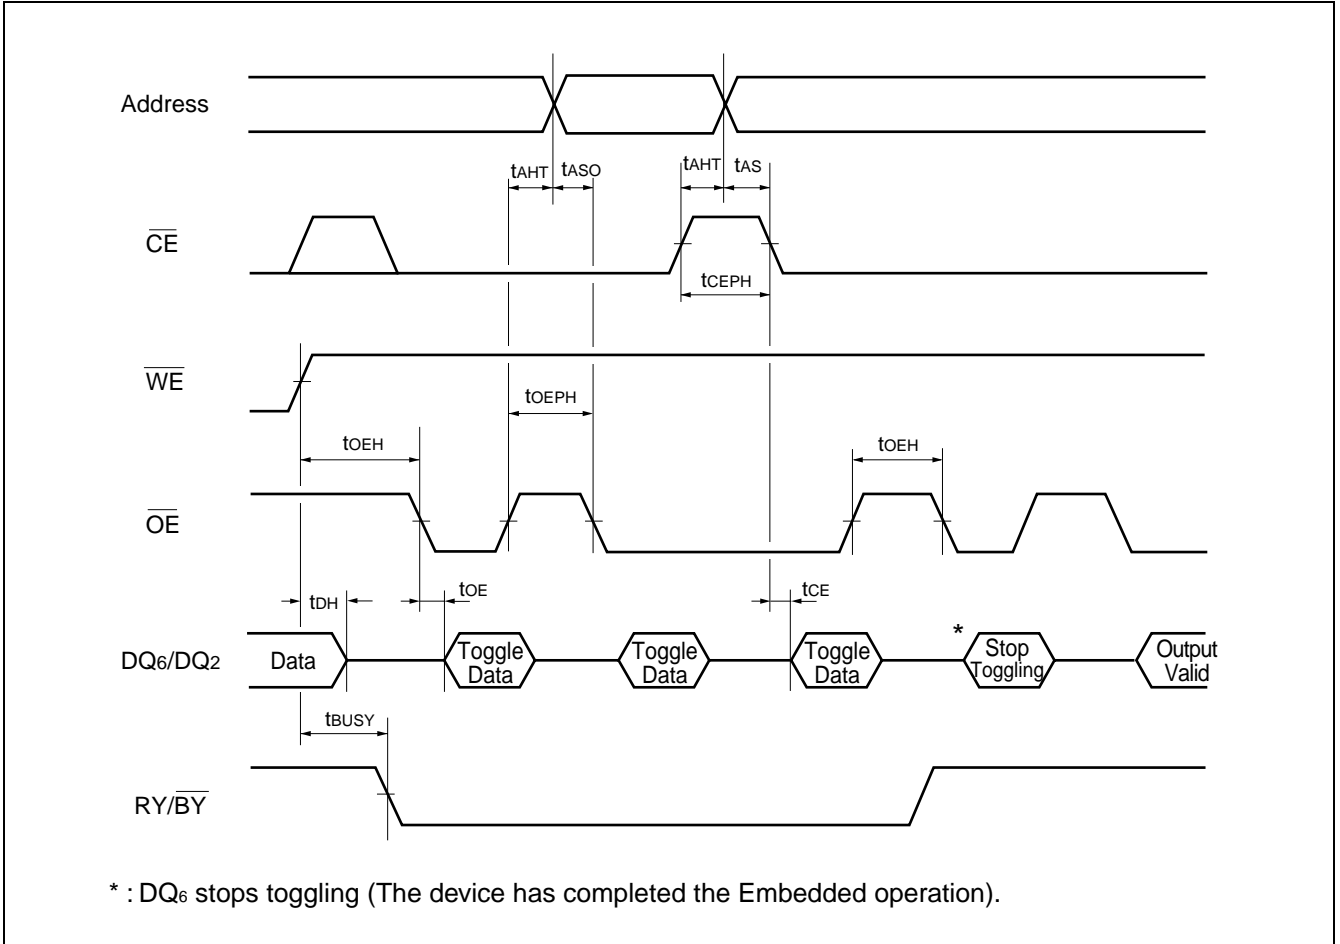 Address
tAHT tASO tAHT tAS
CE
tCEPH
WE
tOEPH
tOEH tOEH
OE
tDH tOE tCE
*
DQ6/DQ2 Data Toggle Data Toggle Data Toggle Data Stop Toggling Output Valid
tBUSY
RY/BY
* : DQ6 stops toggling (The device has completed the Embedded operation).